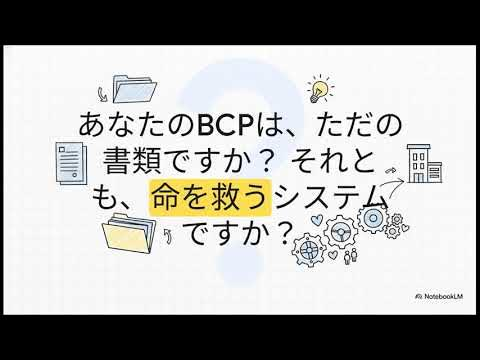 あなたのBCPは、ただの
書類ですか？ それと
も、命を救うシステム
ですか？
NotebookLM